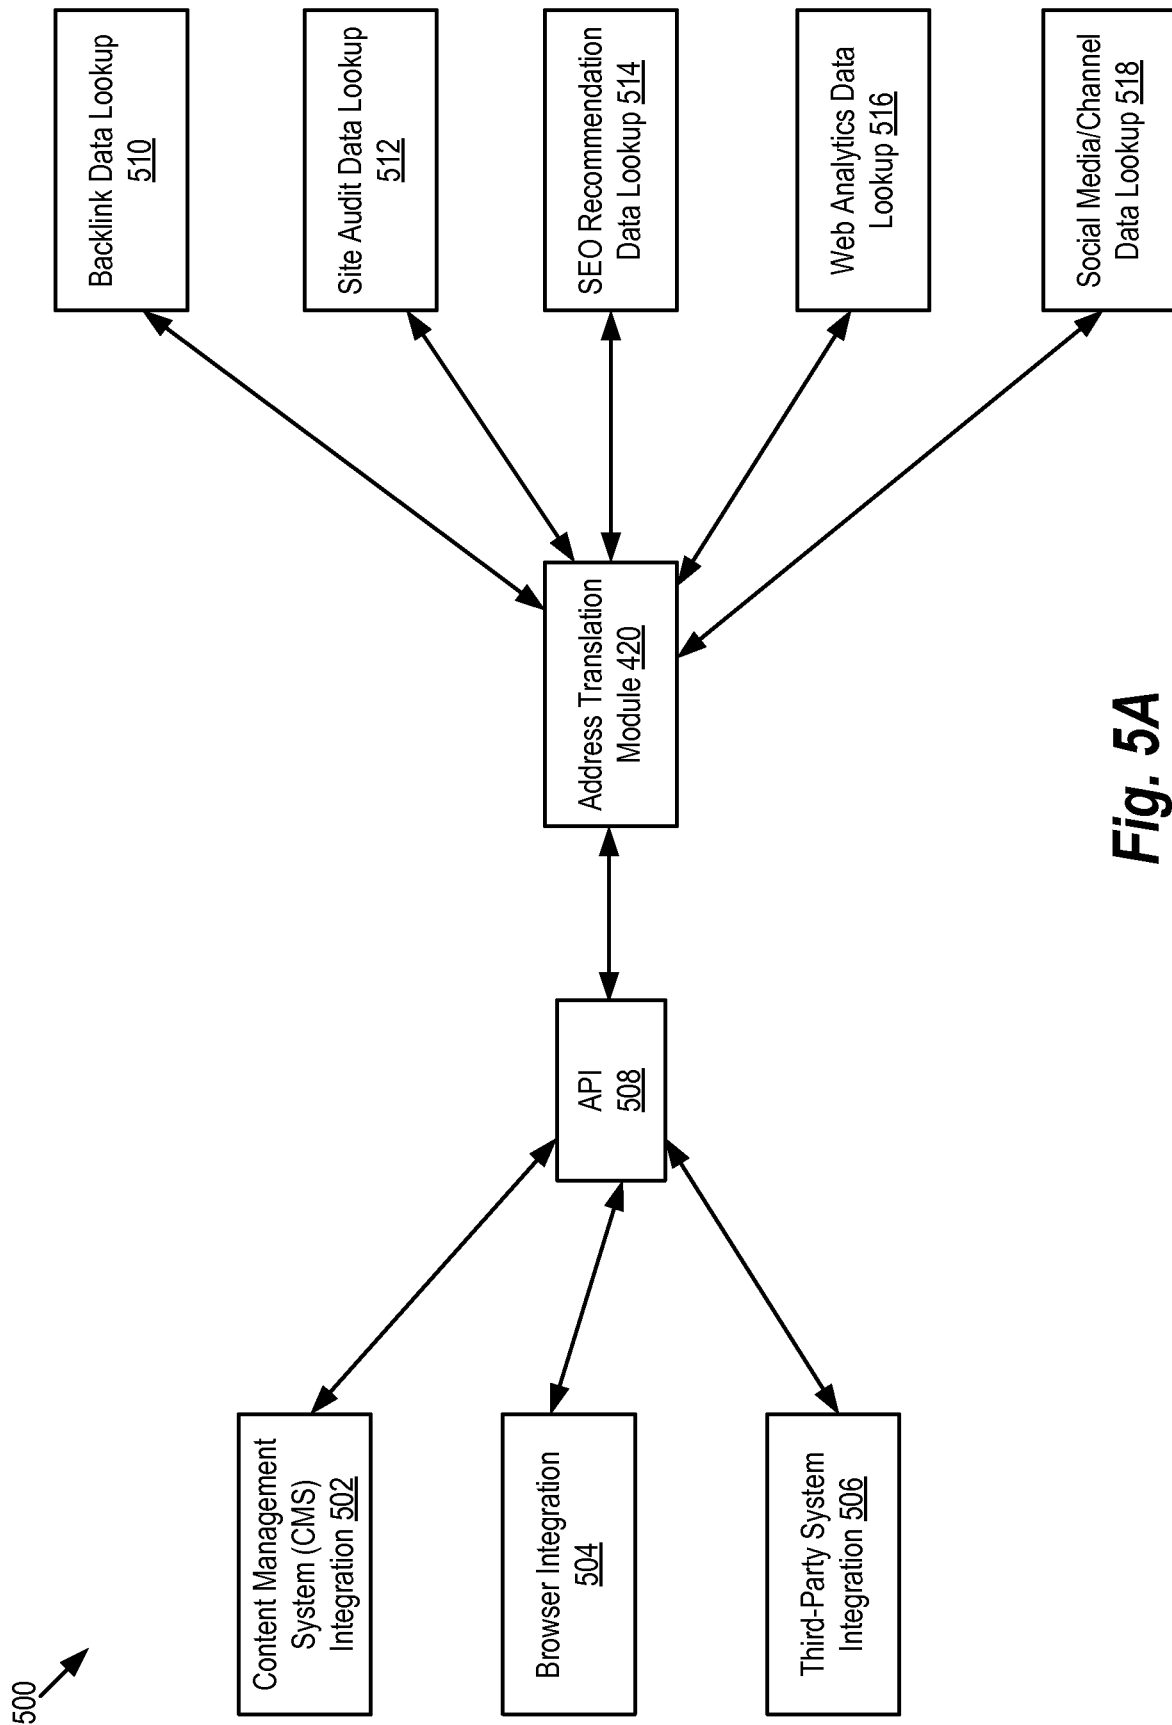 500
Content Management
System (CMS)
Integration 502
Browser Integration
504
Third-Party System
Integration 506
API
508
Address Translation
Module 420
Backlink Data Lookup
510
Site Audit Data Lookup
512
SEO Recommendation
Data Lookup 514
Web Analytics Data
Lookup 516
Social Media/Channel
Data Lookup 518
Fig. 5A